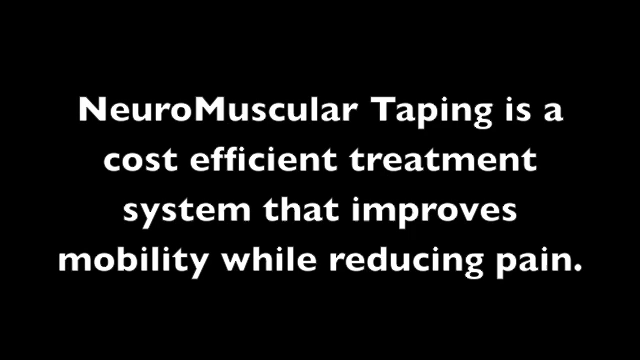 NeuroMuscular Taping is a
cost efficient treatment
system that improves
mobility while reducing pain.